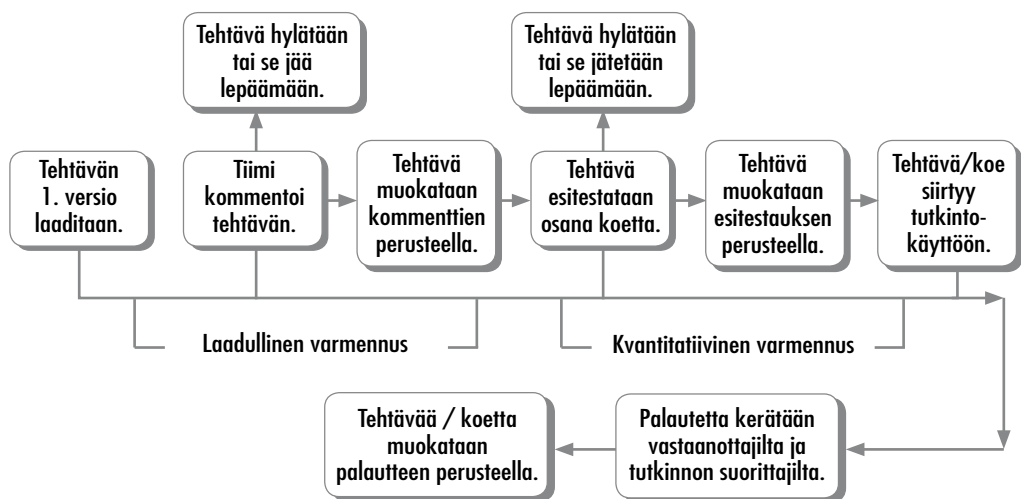 Tehtävä hylätään
tai se jää
lepäämään.
Tehtävä hylätään
tai se jätetään
lepäämään.
Tehtävän
1. versio
laaditaan.
Tiimi
kommentoi
tehtävän.
Tehtävä
muokataan
kommenttien
perusteella.
Tehtävä
esitestataan
osana koetta.
Tehtävä
muokataan
esitestauksen
perusteella.
Tehtävä/koe
siirtyy
tutkinto-
käyttöön.
Laadullinen varmennus
Kvantitatiivinen varmennus
Tehtävää / koetta
muokataan
palautteen perusteella.
Palautetta kerätään
vastaanottajilta ja
tutkinnon suorittajilta.